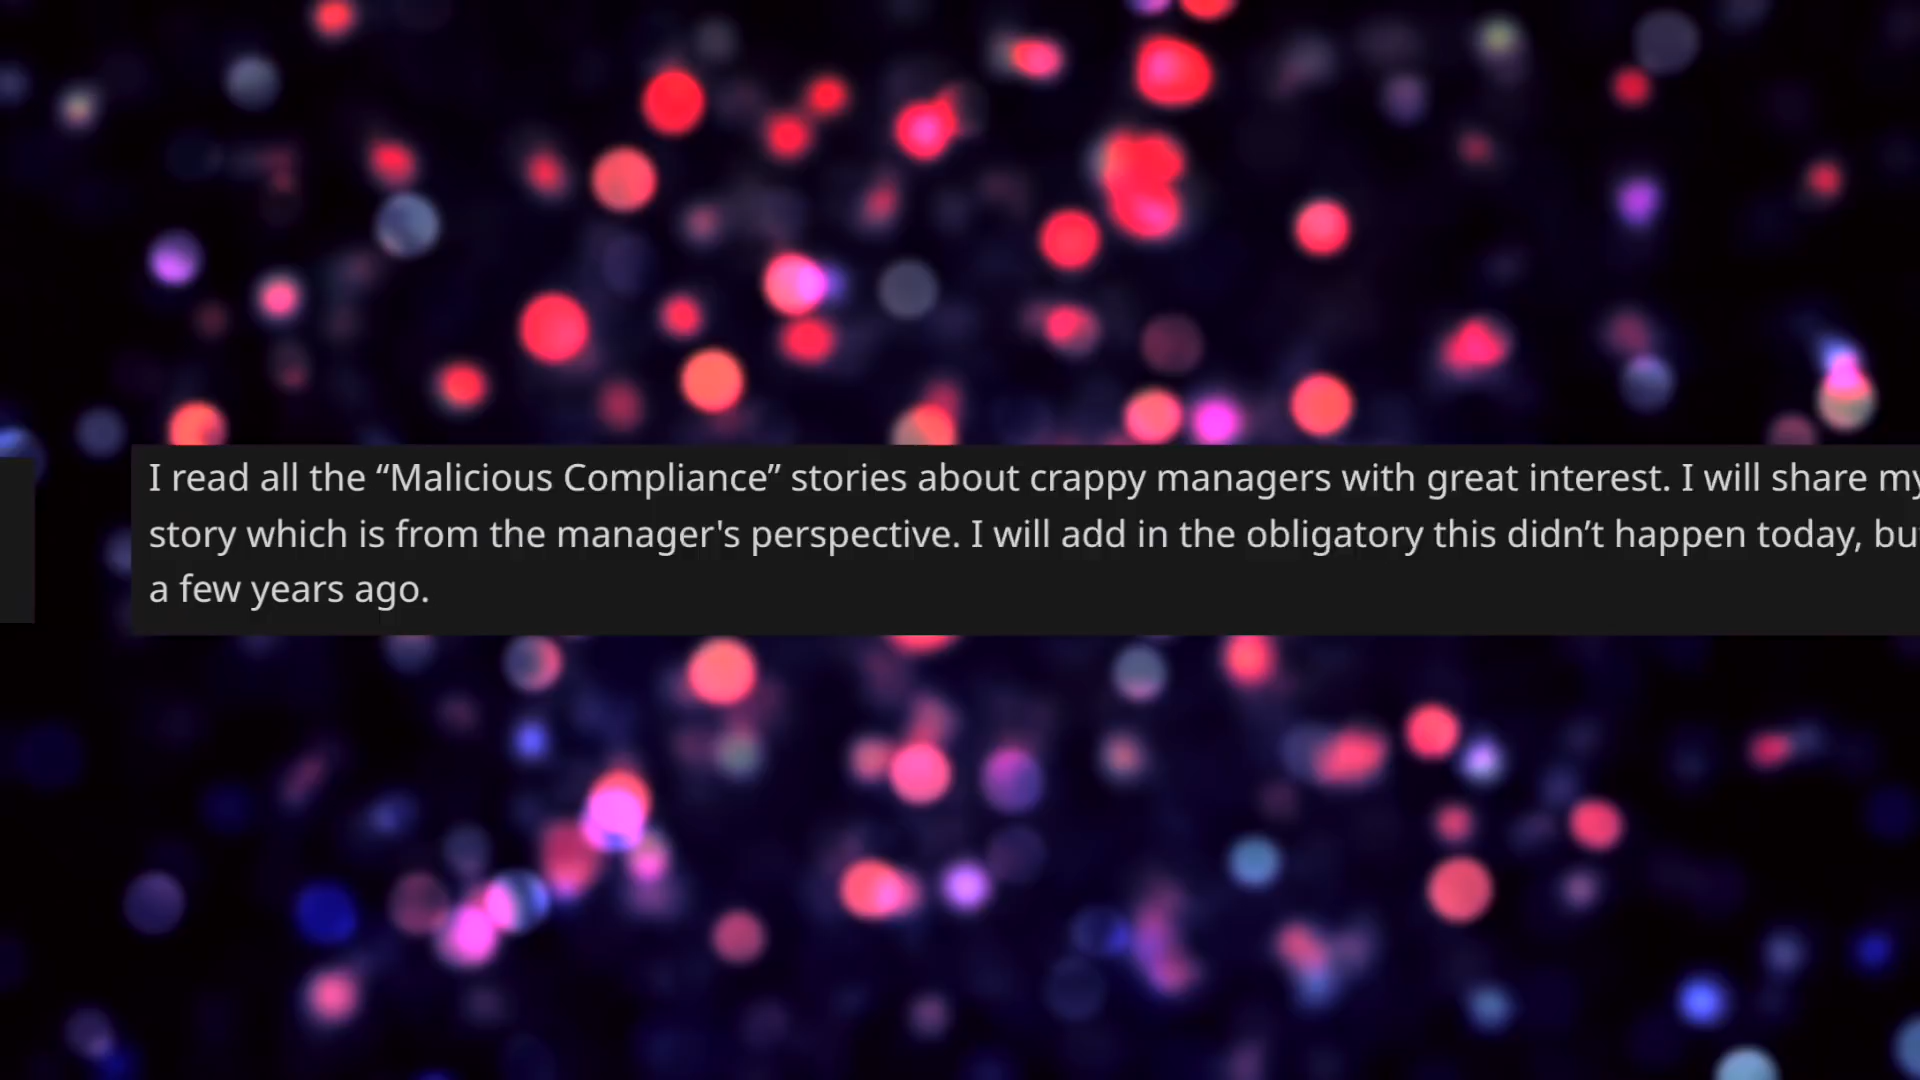 I read all the “Malicious Compliance” stories about crappy managers with great interest. I will share my
story which is from the manager's perspective. I will add in the obligatory this didn’t happen today, bu
a few years ago.